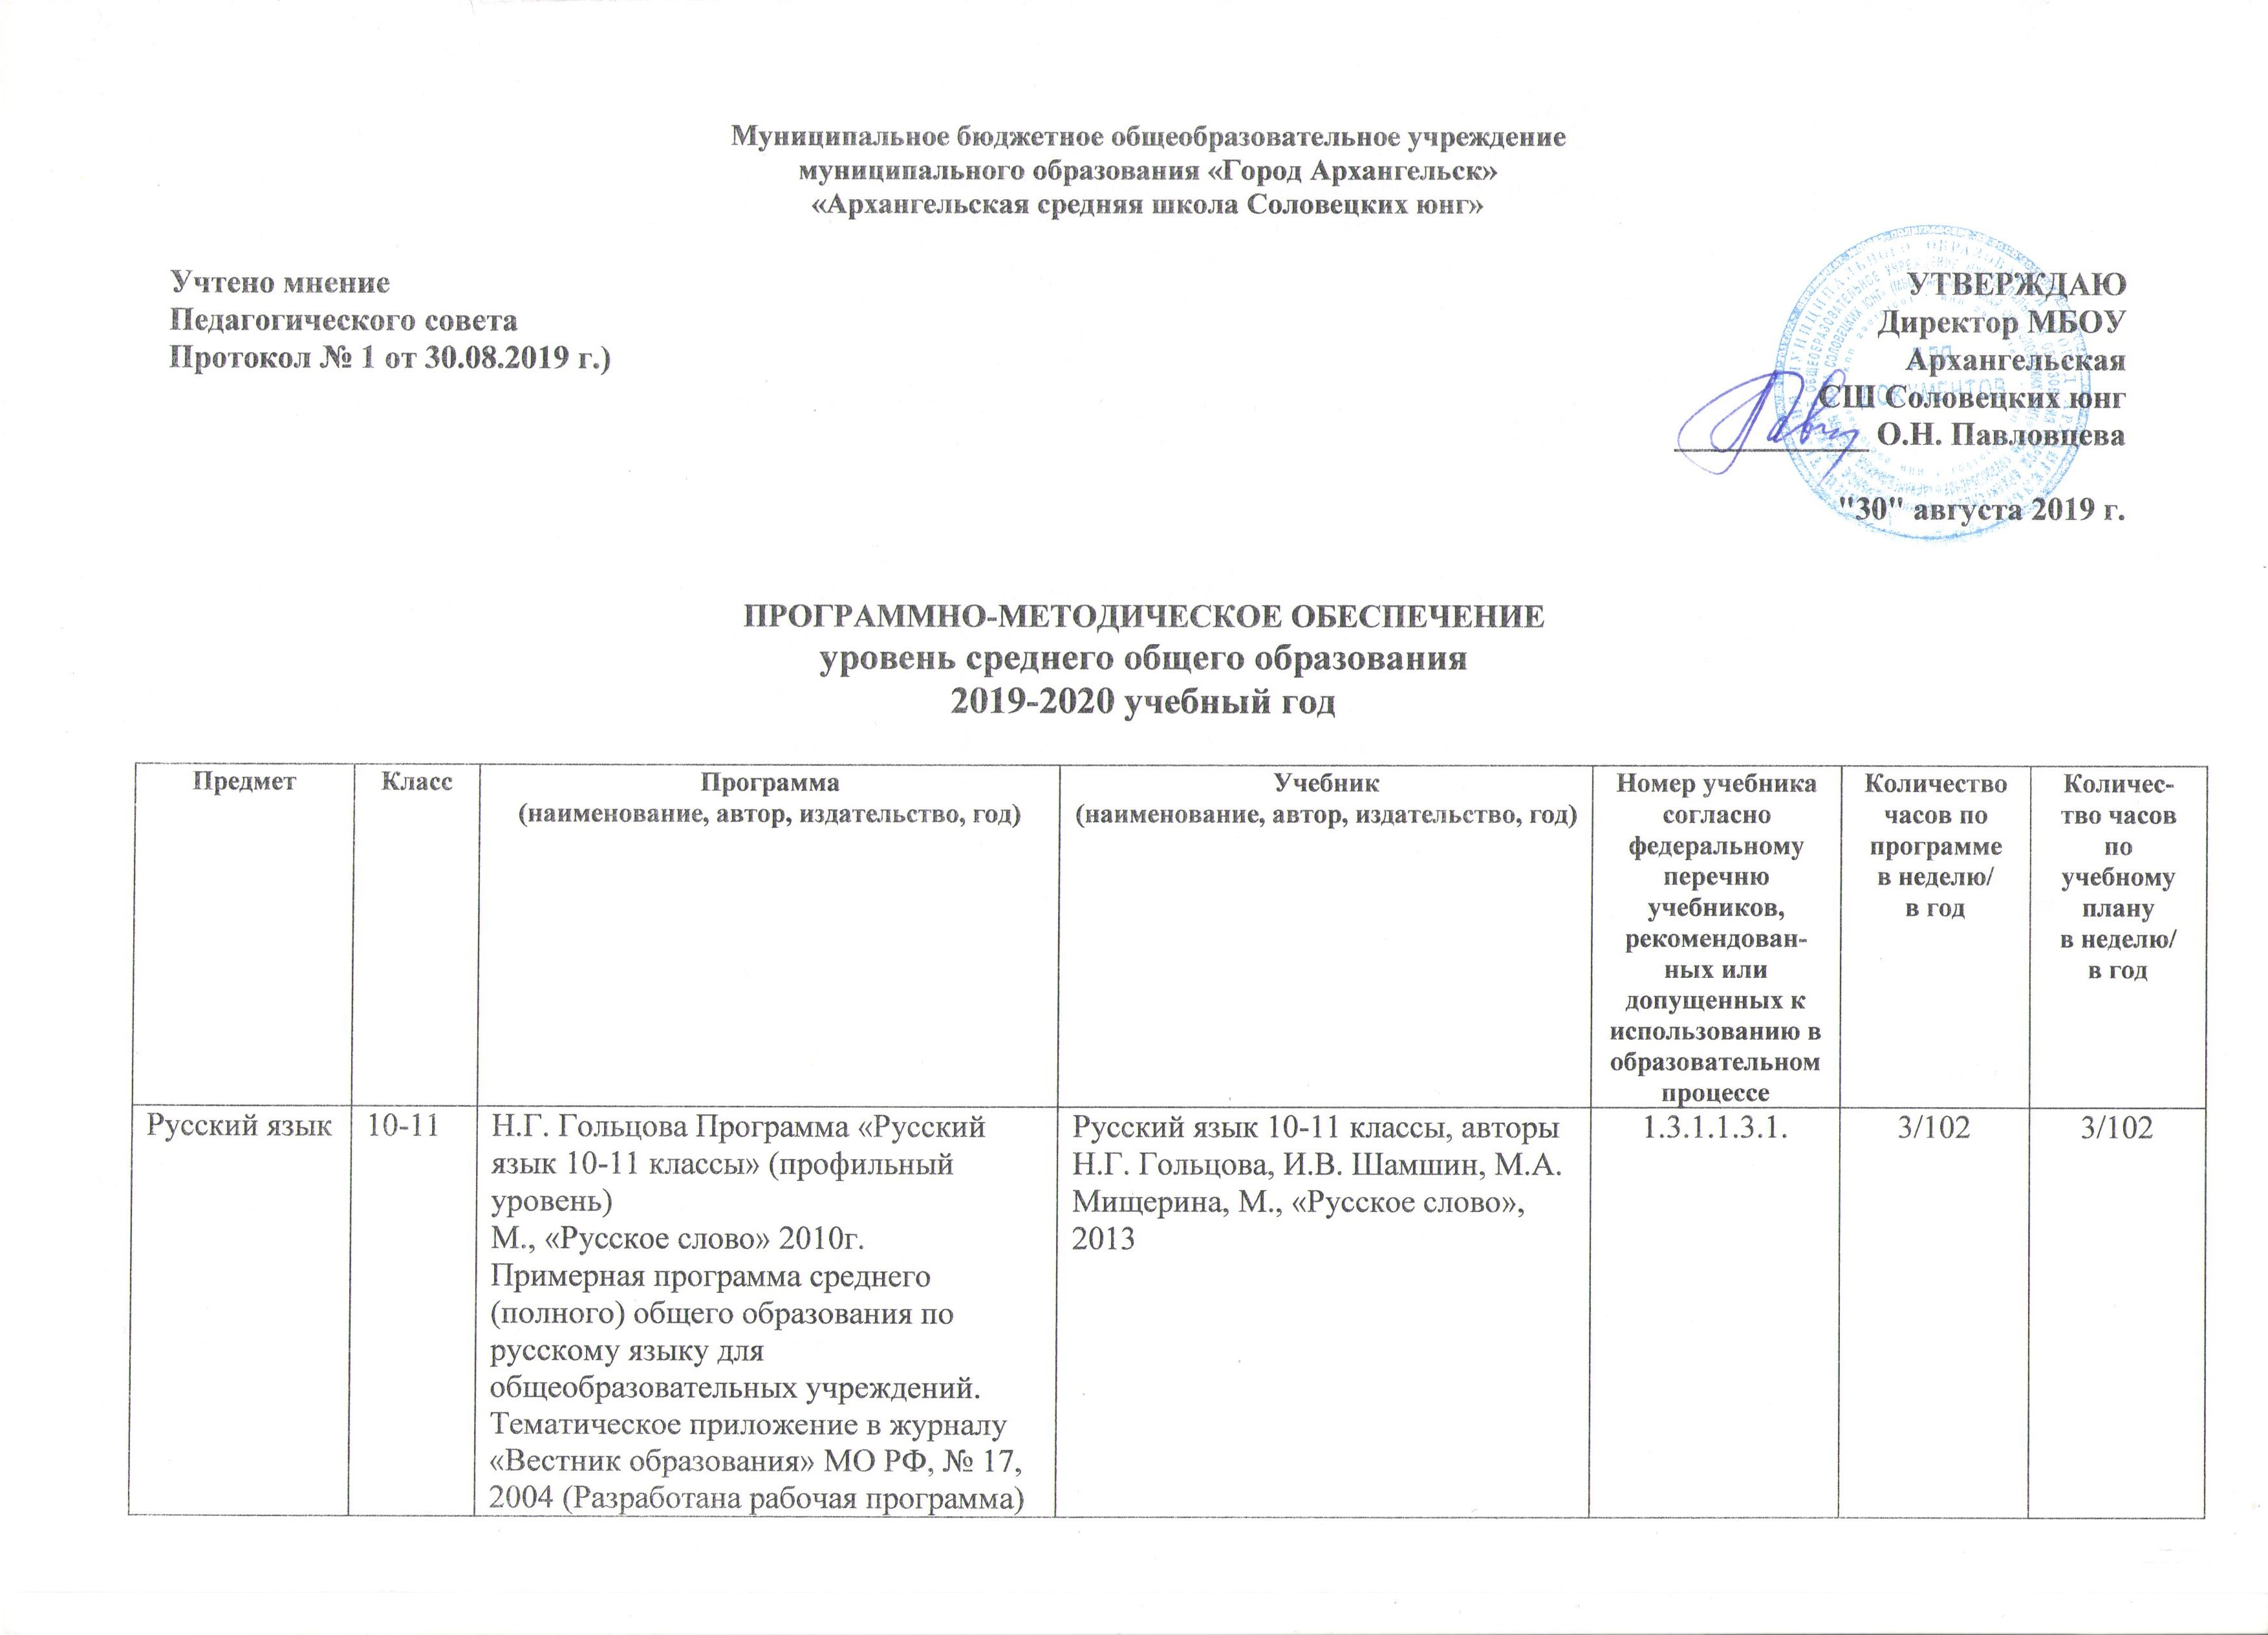 Муниципальное бюджетное общеобразовательное учреждение
муниципального образования «Город Архангельск»
«Архангельская средняя школа Соловецких юнг»
Учтено мнение
Педагогического совета
Протокол № 1 от 30.08.2019 г.)
УТВЕРЖДАЮ
Директор МБОУ
Архангельская
СШ Соловецких юнг
О.Н. Павловцева
"30" августа 2019 г.
ПРОГРАММНО-МЕТОДИЧЕСКОЕ ОБЕСПЕЧЕНИЕ
уровень среднего общего образования
2019-2020 учебный год
Предмет
Класс
Программа
(наименование, автор, издательство, год)
Учебник
(наименование, автор, издательство, год)
Номер учебника
согласно
федеральному
перечню
учебников,
рекомендован-
ных или
допущенных к
использованию в
образовательном
процессе
Количество
часов по
программе
в неделю/
в год
Количес-
тво часов
по
учебному
плану
в неделю/
в год
Русский язык
10-11
Н.Г. Гольцова Программа «Русский
язык 10-11 классы» (профильный
уровень)
М., «Русское слово» 2010г.
Примерная программа среднего
(полного) общего образования по
русскому языку для
общеобразовательных учреждений.
Тематическое приложение в журналу
«Вестник образования» МО РФ, № 17,
2004 (Разработана рабочая программа)
Русский язык 10-11 классы, авторы
Н.Г. Гольцова, И.В. Шамшин, М.А.
Мищерина, М., «Русское слово»,
2013
1.3.1.1.3.1.
3/102
3/102